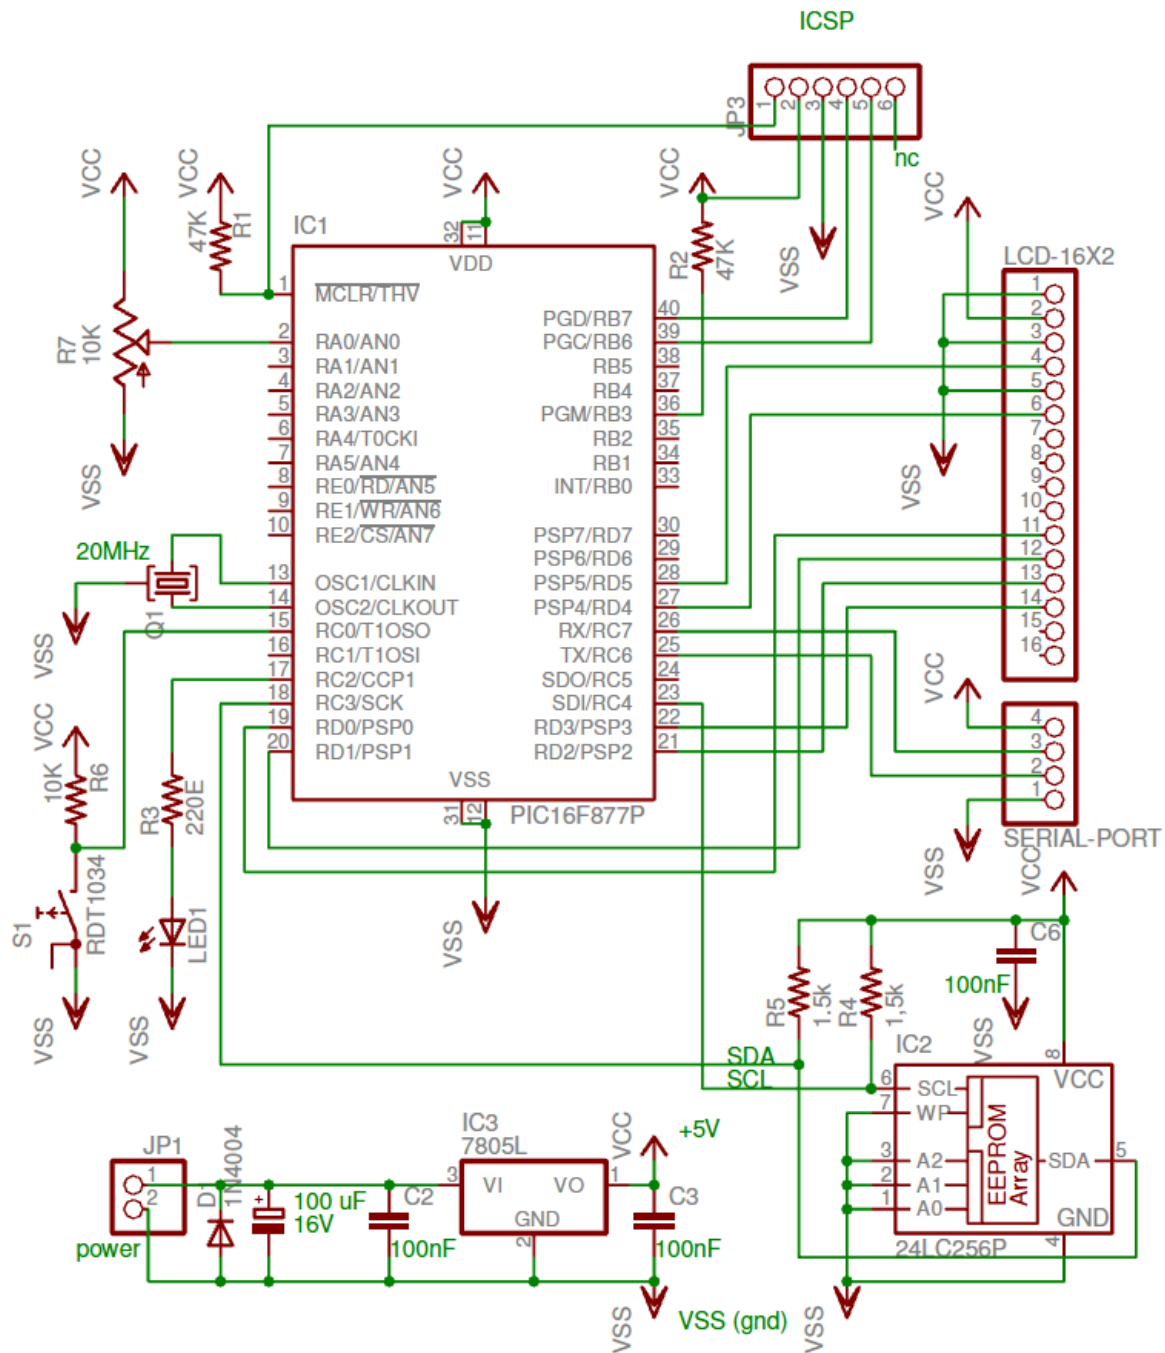 ICSP
JP3
1
2
3
4
5
6
nc
VCC
VCC
VCC
VCC
VCC
47K
R1
IC1
32
11
VDD
R2
47K
VSS
LCD-16X2
R7
10K
VSS
1
MCLR/THV
2
RA0/AN0
3
RA1/AN1
4
RA2/AN2
5
RA3/AN3
6
RA4/T0CKI
7
RA5/AN4
8
RE0/RD/AN5
9
RE1/WR/AN6
10
RE2/CS/AN7
13
OSC1/CLKIN
14
OSC2/CLKOUT
15
RC0/T1OSO
16
RC1/T1OSI
17
RC2/CCP1
18
RC3/SCK
19
RD0/PSP0
20
RD1/PSP1
PGD/RB7
40
PGC/RB6
39
RB5
38
RB4
37
PGM/RB3
36
RB2
35
RB1
34
INT/RB0
33
PSP7/RD7
30
PSP6/RD6
29
PSP5/RD5
28
PSP4/RD4
27
RX/RC7
26
TX/RC6
25
SDO/RC5
24
SDI/RC4
23
RD3/PSP3
22
RD2/PSP2
21
VSS
31
12
PIC16F877P
VSS
1
2
3
4
5
6
7
8
9
10
11
12
13
14
15
16
VSS
20MHz
Q1
VSS
VCC
10K
R6
R3
220E
S1
RDT1034
LED1
VSS
VSS
VCC
4
3
2
1
SERIAL-PORT
VSS
VCC
C6
100nF
VSS
R5
1.5k
R4
1,5k
SDA
SCL
IC2
8
VCC
6
SCL
7
WP
3
A2
2
A1
1
A0
EEPROM
Array
SDA
5
GND
4
24LC256P
VSS
JP1
1
2
power
D1
1N4004
+
100 uF
16V
C2
100nF
IC3
7805L
3
VI
VO
1
GND
2
VCC
+5V
C3
100nF
VSS
VSS (gnd)